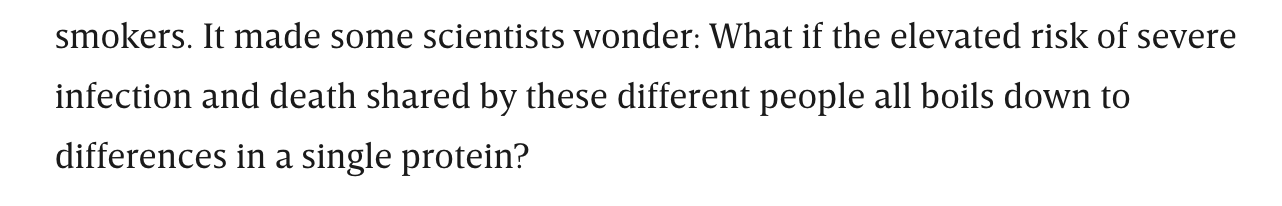 smokers. It made some scientists wonder: What if the elevated risk of severe
infection and death shared by these different people all boils down to
differences in a single protein?